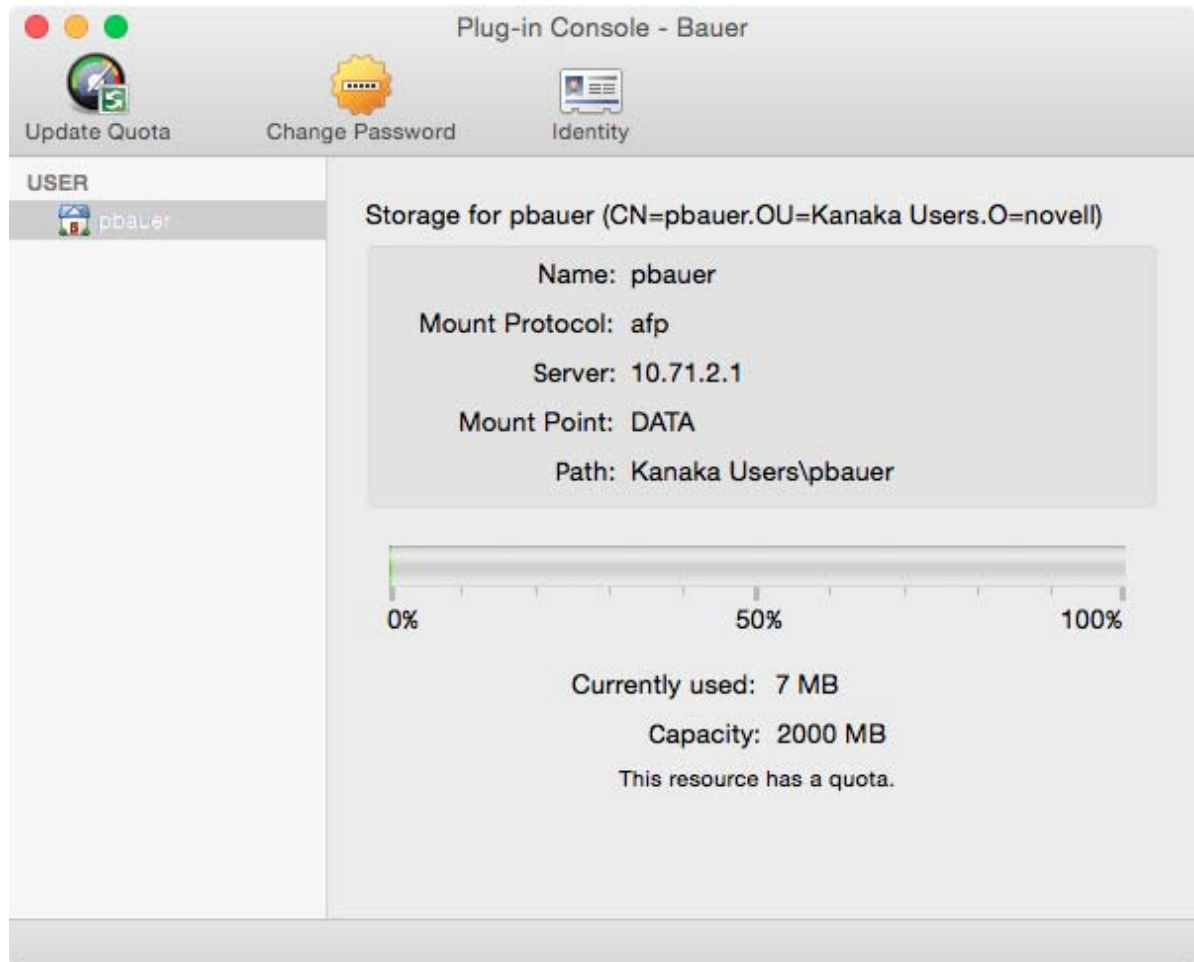 Plug-in Console - Bauer
Update Quota
Change Password
Identity
USER
pbauer
Storage for pbauer (CN=pbauer.OU=Kanaka Users.O=novell)
Name: pbauer
Mount Protocol: afp
Server: 10.71.2.1
Mount Point: DATA
Path: Kanaka Users\pbauer
0% 50% 100%
Currently used: 7 MB
Capacity: 2000 MB
This resource has a quota.